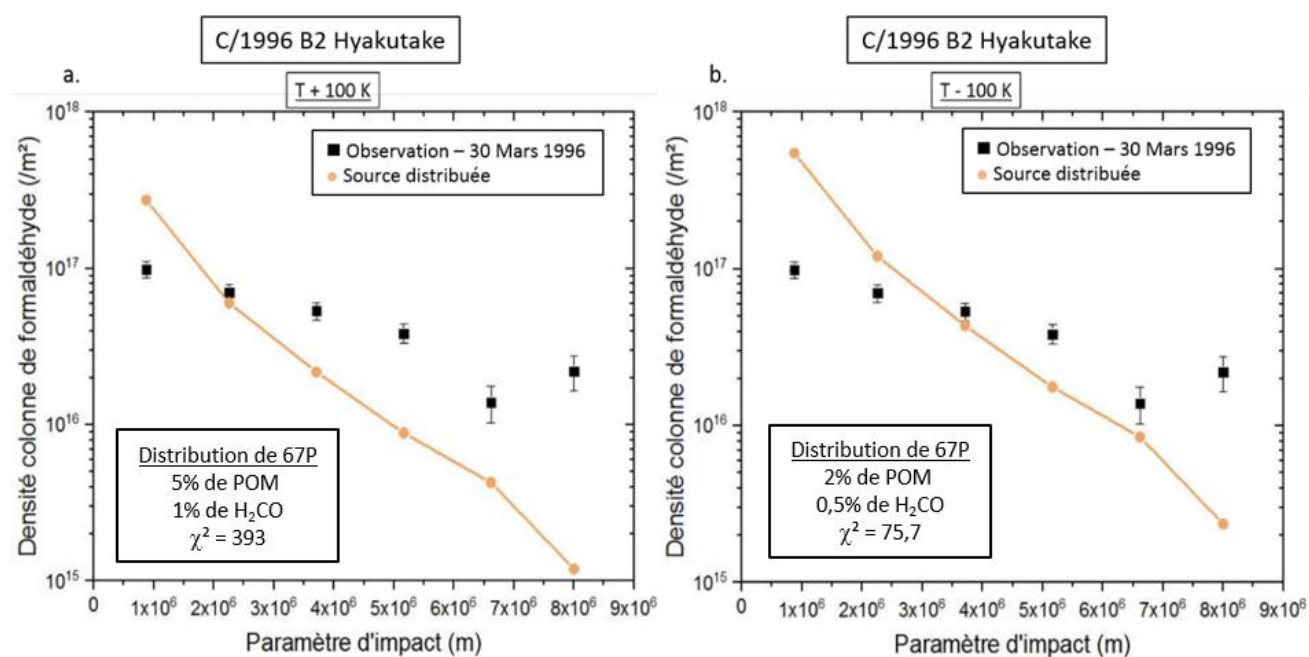 C/1996 B2 Hyakutake
a.
T + 100 K
10¹⁸
10¹⁷
10¹⁶
10¹⁵
Densité colonne de formaldéhyde (/m²)
■ Observation – 30 Mars 1996
● Source distribuée
Distribution de 67P
5% de POM
1% de H₂CO
χ² = 393
0 1x10⁶ 2x10⁶ 3x10⁶ 4x10⁶ 5x10⁶ 6x10⁶ 7x10⁶ 8x10⁶ 9x10⁶
Paramètre d'impact (m)
C/1996 B2 Hyakutake
b.
T - 100 K
10¹⁸
10¹⁷
10¹⁶
10¹⁵
Densité colonne de formaldéhyde (/m²)
■ Observation – 30 Mars 1996
● Source distribuée
Distribution de 67P
2% de POM
0,5% de H₂CO
χ² = 75,7
0 1x10⁶ 2x10⁶ 3x10⁶ 4x10⁶ 5x10⁶ 6x10⁶ 7x10⁶ 8x10⁶ 9x10⁶
Paramètre d'impact (m)